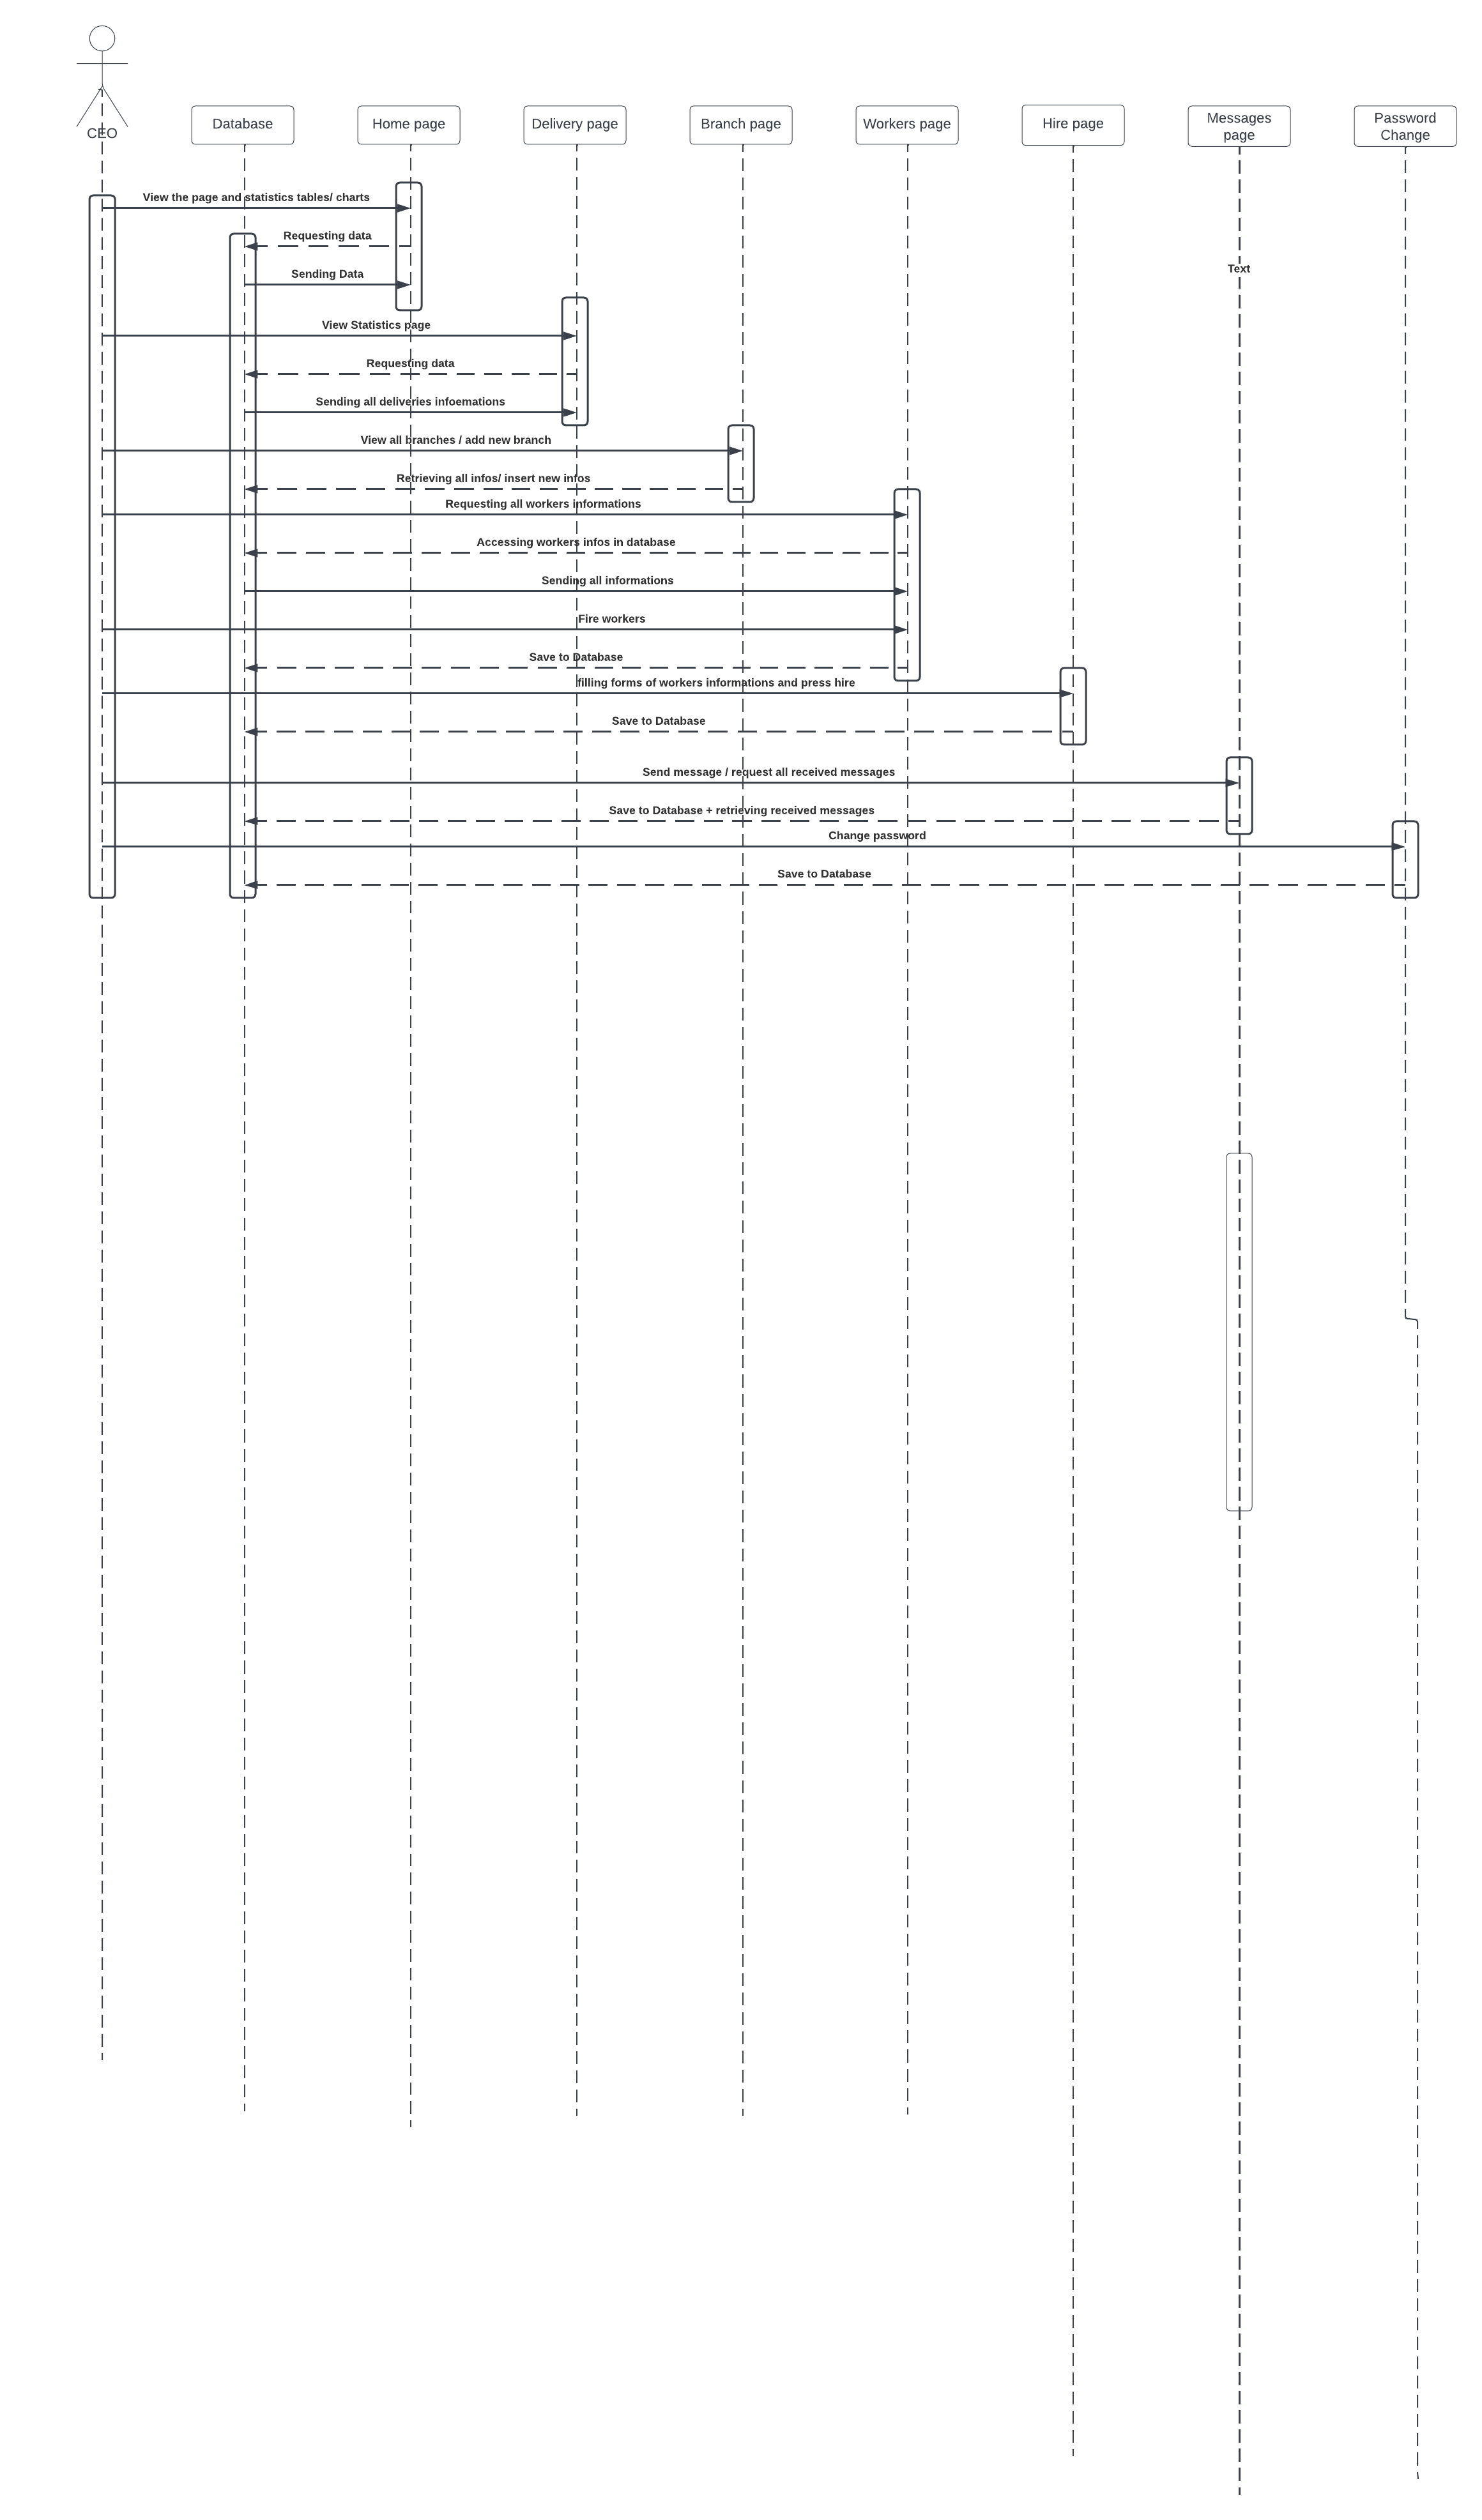 CEO
Database
Home page
Delivery page
Branch page
Workers page
Hire page
Messages
page
Password
Change
View the page and statistics tables/ charts
Requesting data
Text
Sending Data
View Statistics page
Requesting data
Sending all deliveries infoemations
View all branches / add new branch
Retrieving all infos/ insert new infos
Requesting all workers informations
Accessing workers infos in database
Sending all informations
Fire workers
Save to Database
filling forms of workers informations and press hire
Save to Database
Send message / request all received messages
Save to Database + retrieving received messages
Change password
Save to Database